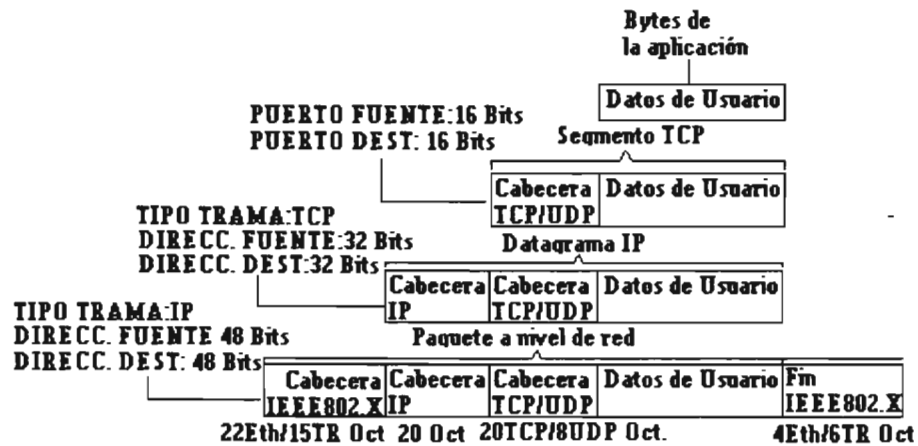 Bytes de
la aplicación
Datos de Usuario
PUERTO FUENTE:16 Bits
PUERTO DEST: 16 Bits
Segmento TCP
Cabecera
TCP/UDP
Datos de Usuario
TIPO TRAMA:TCP
DIRECC. FUENTE:32 Bits
DIRECC. DEST:32 Bits
Datagrama IP
Cabecera
IP
Cabecera
TCP/UDP
Datos de Usuario
TIPO TRAMA:IP
DIRECC. FUENTE 48 Bits
DIRECC. DEST: 48 Bits
Paquete a nivel de red
Cabecera
IEEE802.X
Cabecera
IP
Cabecera
TCP/UDP
Datos de Usuario
Fin
IEEE802.X
22Eth/15TR Oct 20 Oct 20TCP/8UDP Oct. 4Eth/6TR Oct